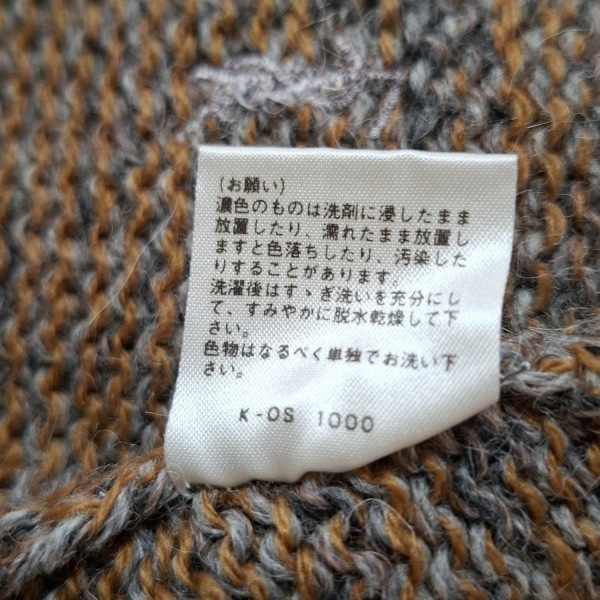 (お願い)
濃色のものは洗剤に浸したまま
放置したり、濡れたまま放置し
ますと色落ちしたり、汚染した
りすることがあります。
洗濯後はすゝぎ洗いを充分にし
て、すみやかに脱水乾燥して下
さい。
色物はなるべく単独でお洗い下
さい。
K-OS 1000